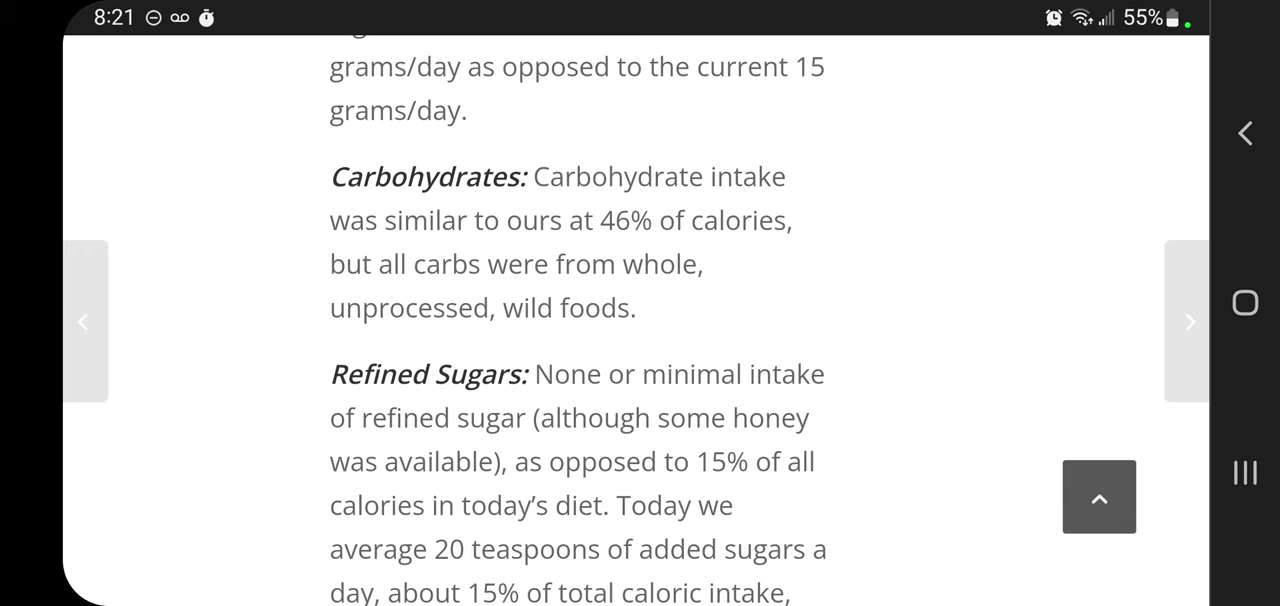 8:21
55%
grams/day as opposed to the current 15
grams/day.
Carbohydrates: Carbohydrate intake
was similar to ours at 46% of calories,
but all carbs were from whole,
unprocessed, wild foods.
Refined Sugars: None or minimal intake
of refined sugar (although some honey
was available), as opposed to 15% of all
calories in today’s diet. Today we
average 20 teaspoons of added sugars a
day, about 15% of total caloric intake,